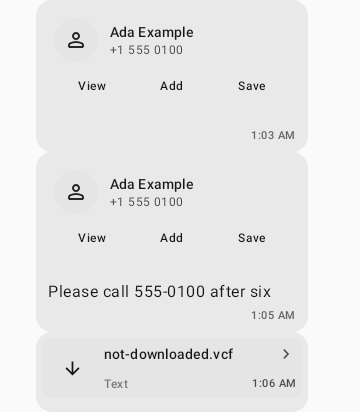 Ada Example
+1 555 0100
View Add Save
1:03 AM
Ada Example
+1 555 0100
View Add Save
Please call 555-0100 after six
1:05 AM
not-downloaded.vcf
Text 1:06 AM